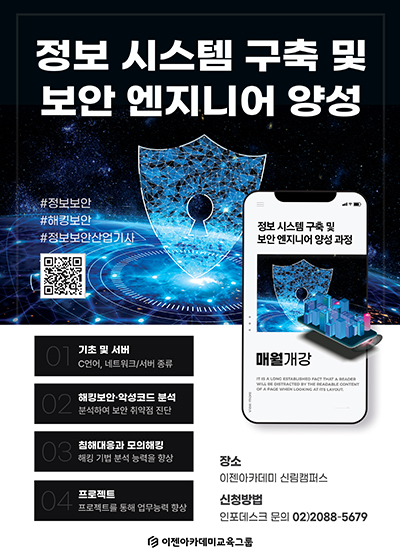 정보 시스템 구축 및
보안 엔지니어 양성
#정보보안
#해킹보안
#정보보안산업기사
정보 시스템 구축 및
보안 엔지니어 양성 과정
매월개강
IT IS A LONG ESTABLISHED FACT THAT A READER
WILL BE DISTRACTED BY THE READABLE CONTENT
OF A PAGE WHEN LOOKING AT ITS LAYOUT.
01 기초 및 서버
C언어, 네트워크/서버 종류
02 해킹보안·악성코드 분석
분석하여 보안 취약점 진단
03 침해대응과 모의해킹
해킹 기법 분석 능력을 향상
04 프로젝트
프로젝트를 통해 업무능력 향상
장소
이젠아카데미 신림캠퍼스
신청방법
인포데스크 문의 02)2088-5679
이젠아카데미교육그룹